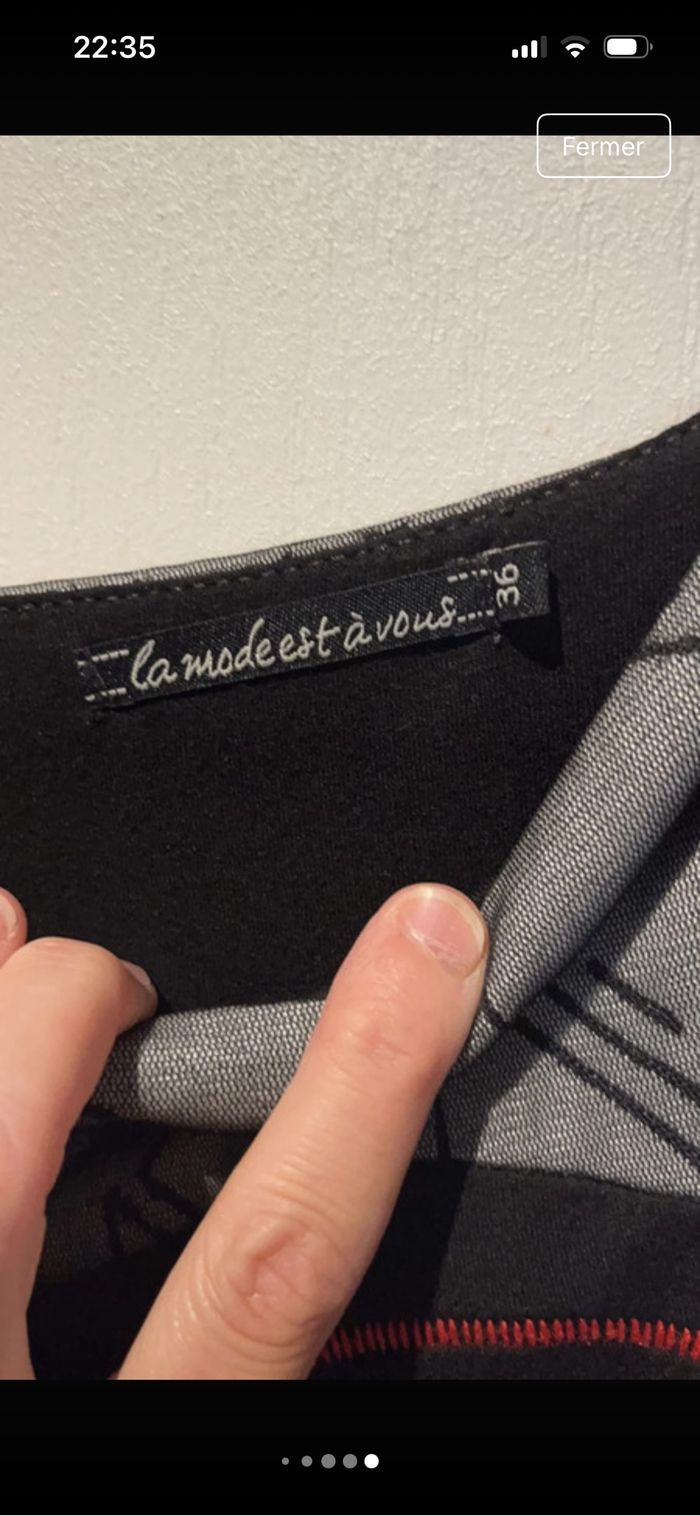 22:35
Fermer
la mode est à vous
36